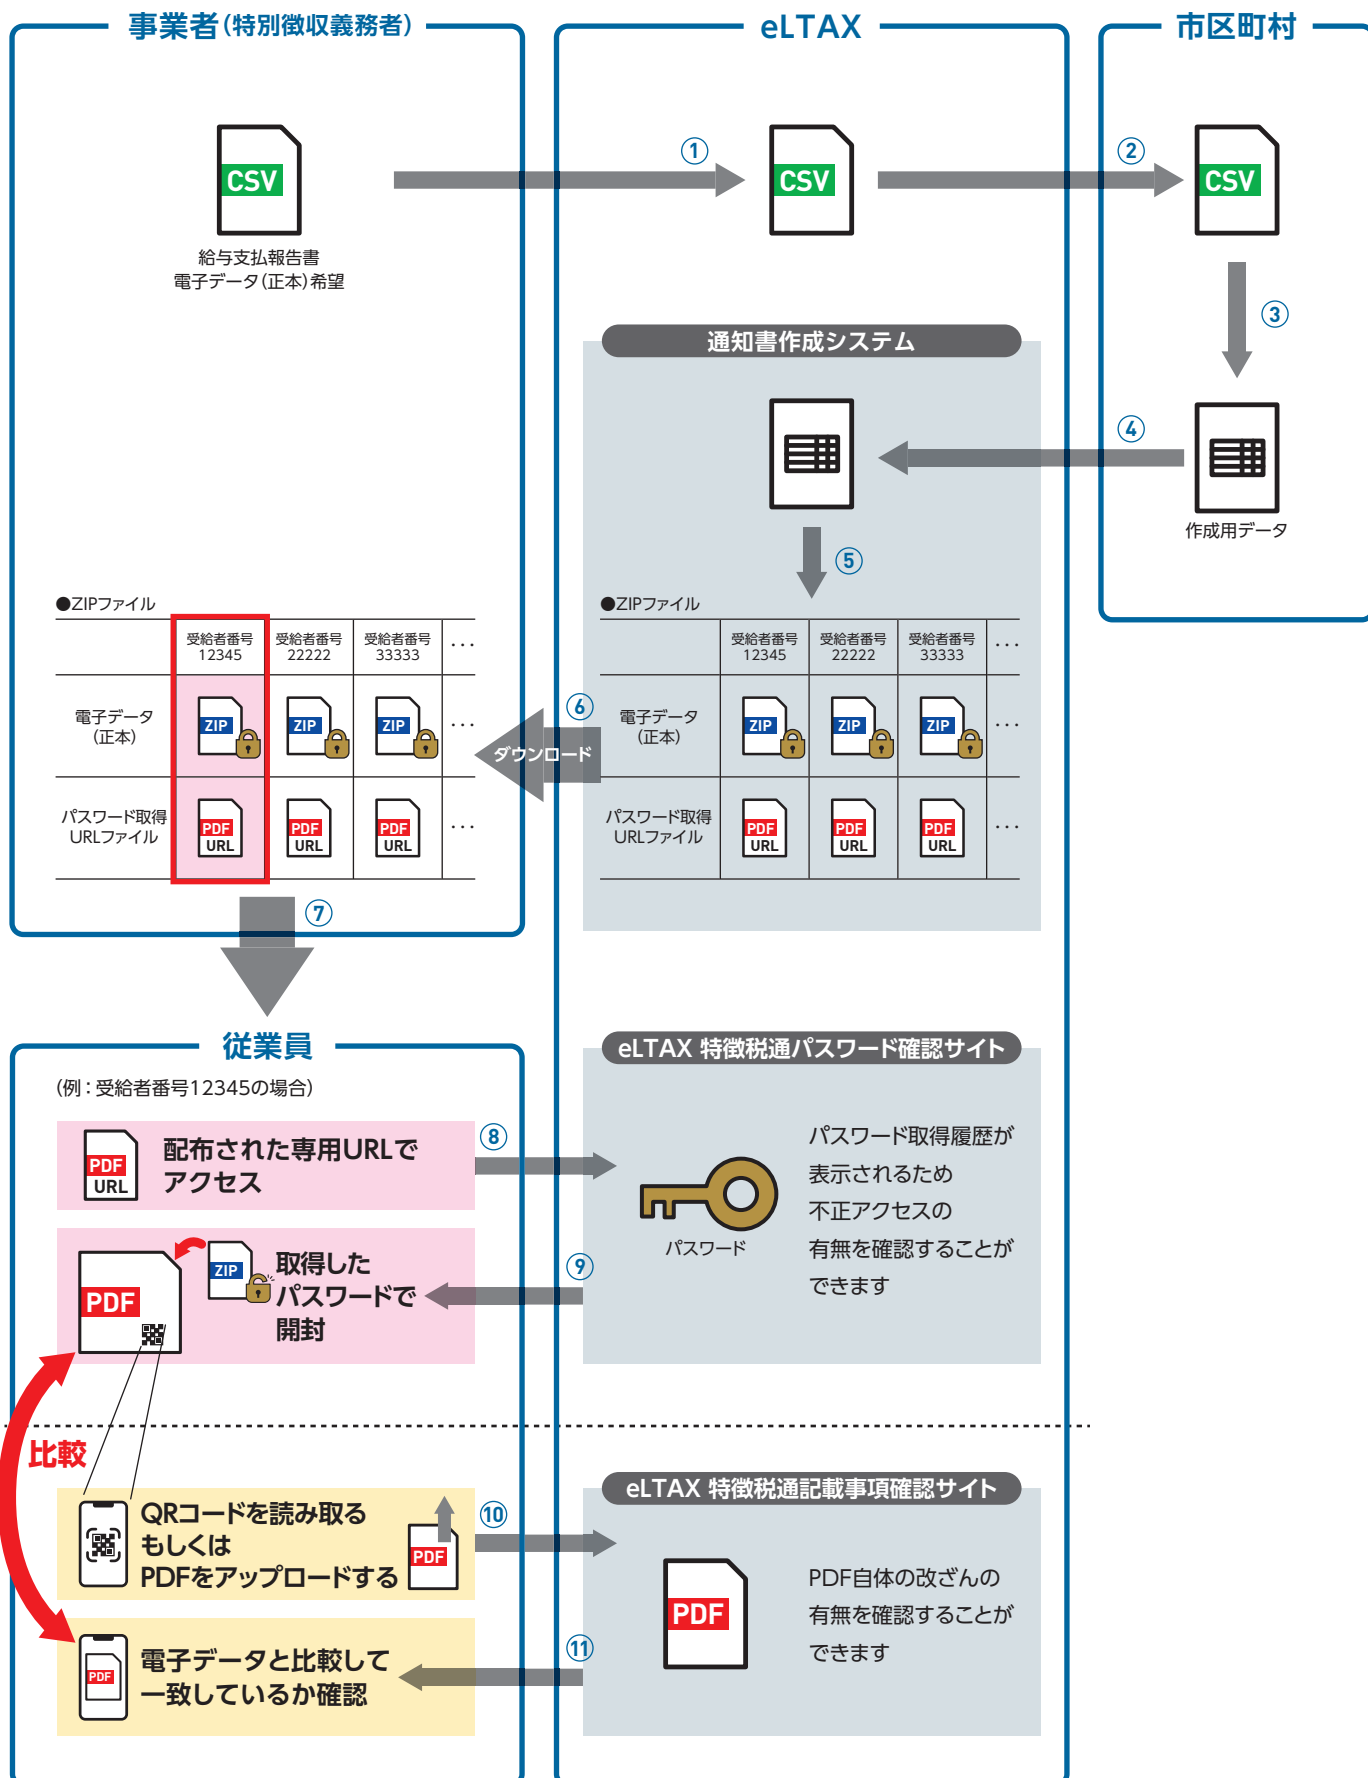 事業者(特別徴収義務者)
eLTAX
市区町村
CSV
①
CSV
②
CSV
給与支払報告書
電子データ(正本)希望
③
通知書作成システム
④
作成用データ
⑤
●ZIPファイル
受給者番号
12345
受給者番号
22222
受給者番号
33333
･･･
電子データ
(正本)
ZIP
ZIP
ZIP
･･･
パスワード取得
URLファイル
PDF
URL
PDF
URL
PDF
URL
･･･
⑥
ダウンロード
●ZIPファイル
受給者番号
12345
受給者番号
22222
受給者番号
33333
･･･
電子データ
(正本)
ZIP
ZIP
ZIP
･･･
パスワード取得
URLファイル
PDF
URL
PDF
URL
PDF
URL
･･･
⑦
従業員
(例：受給者番号12345の場合)
PDF
URL
配布された専用URLで
アクセス
⑧
eLTAX 特徴税通パスワード確認サイト
パスワード
パスワード取得履歴が
表示されるため
不正アクセスの
有無を確認することが
できます
PDF
ZIP
取得した
パスワードで
開封
⑨
比較
QRコードを読み取る
もしくは
PDFをアップロードする
PDF
⑩
eLTAX 特徴税通記載事項確認サイト
PDF
PDF自体の改ざんの
有無を確認することが
できます
PDF
電子データと比較して
一致しているか確認
⑪